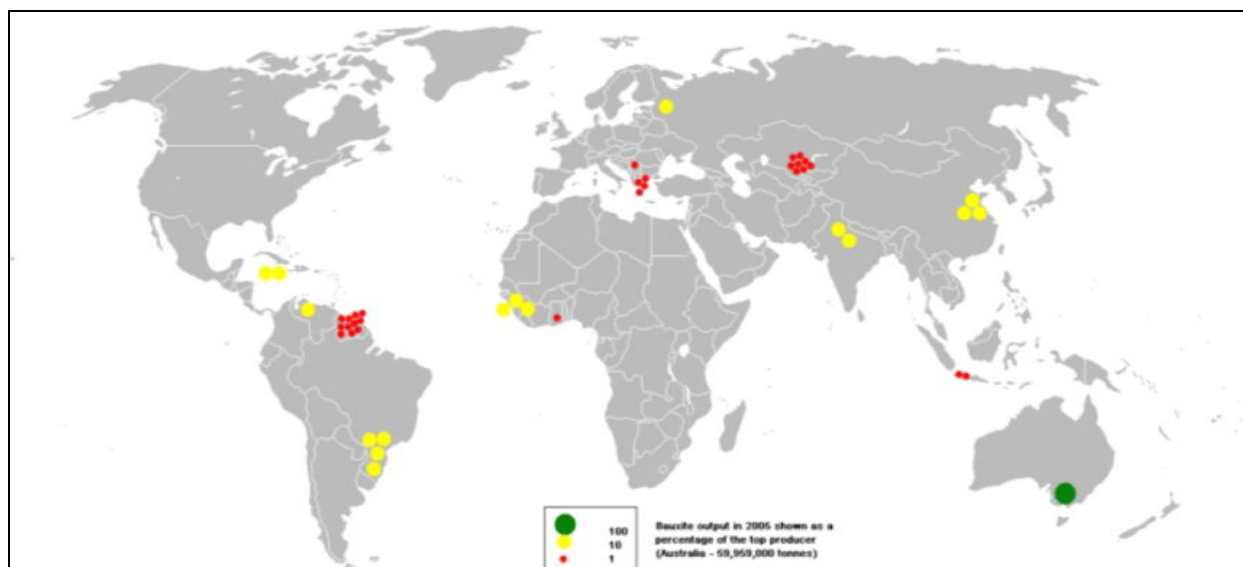 100
10
1
Bauxite output in 2005 shown as a
percentage of the top producer
(Australia - 59,959,000 tonnes)